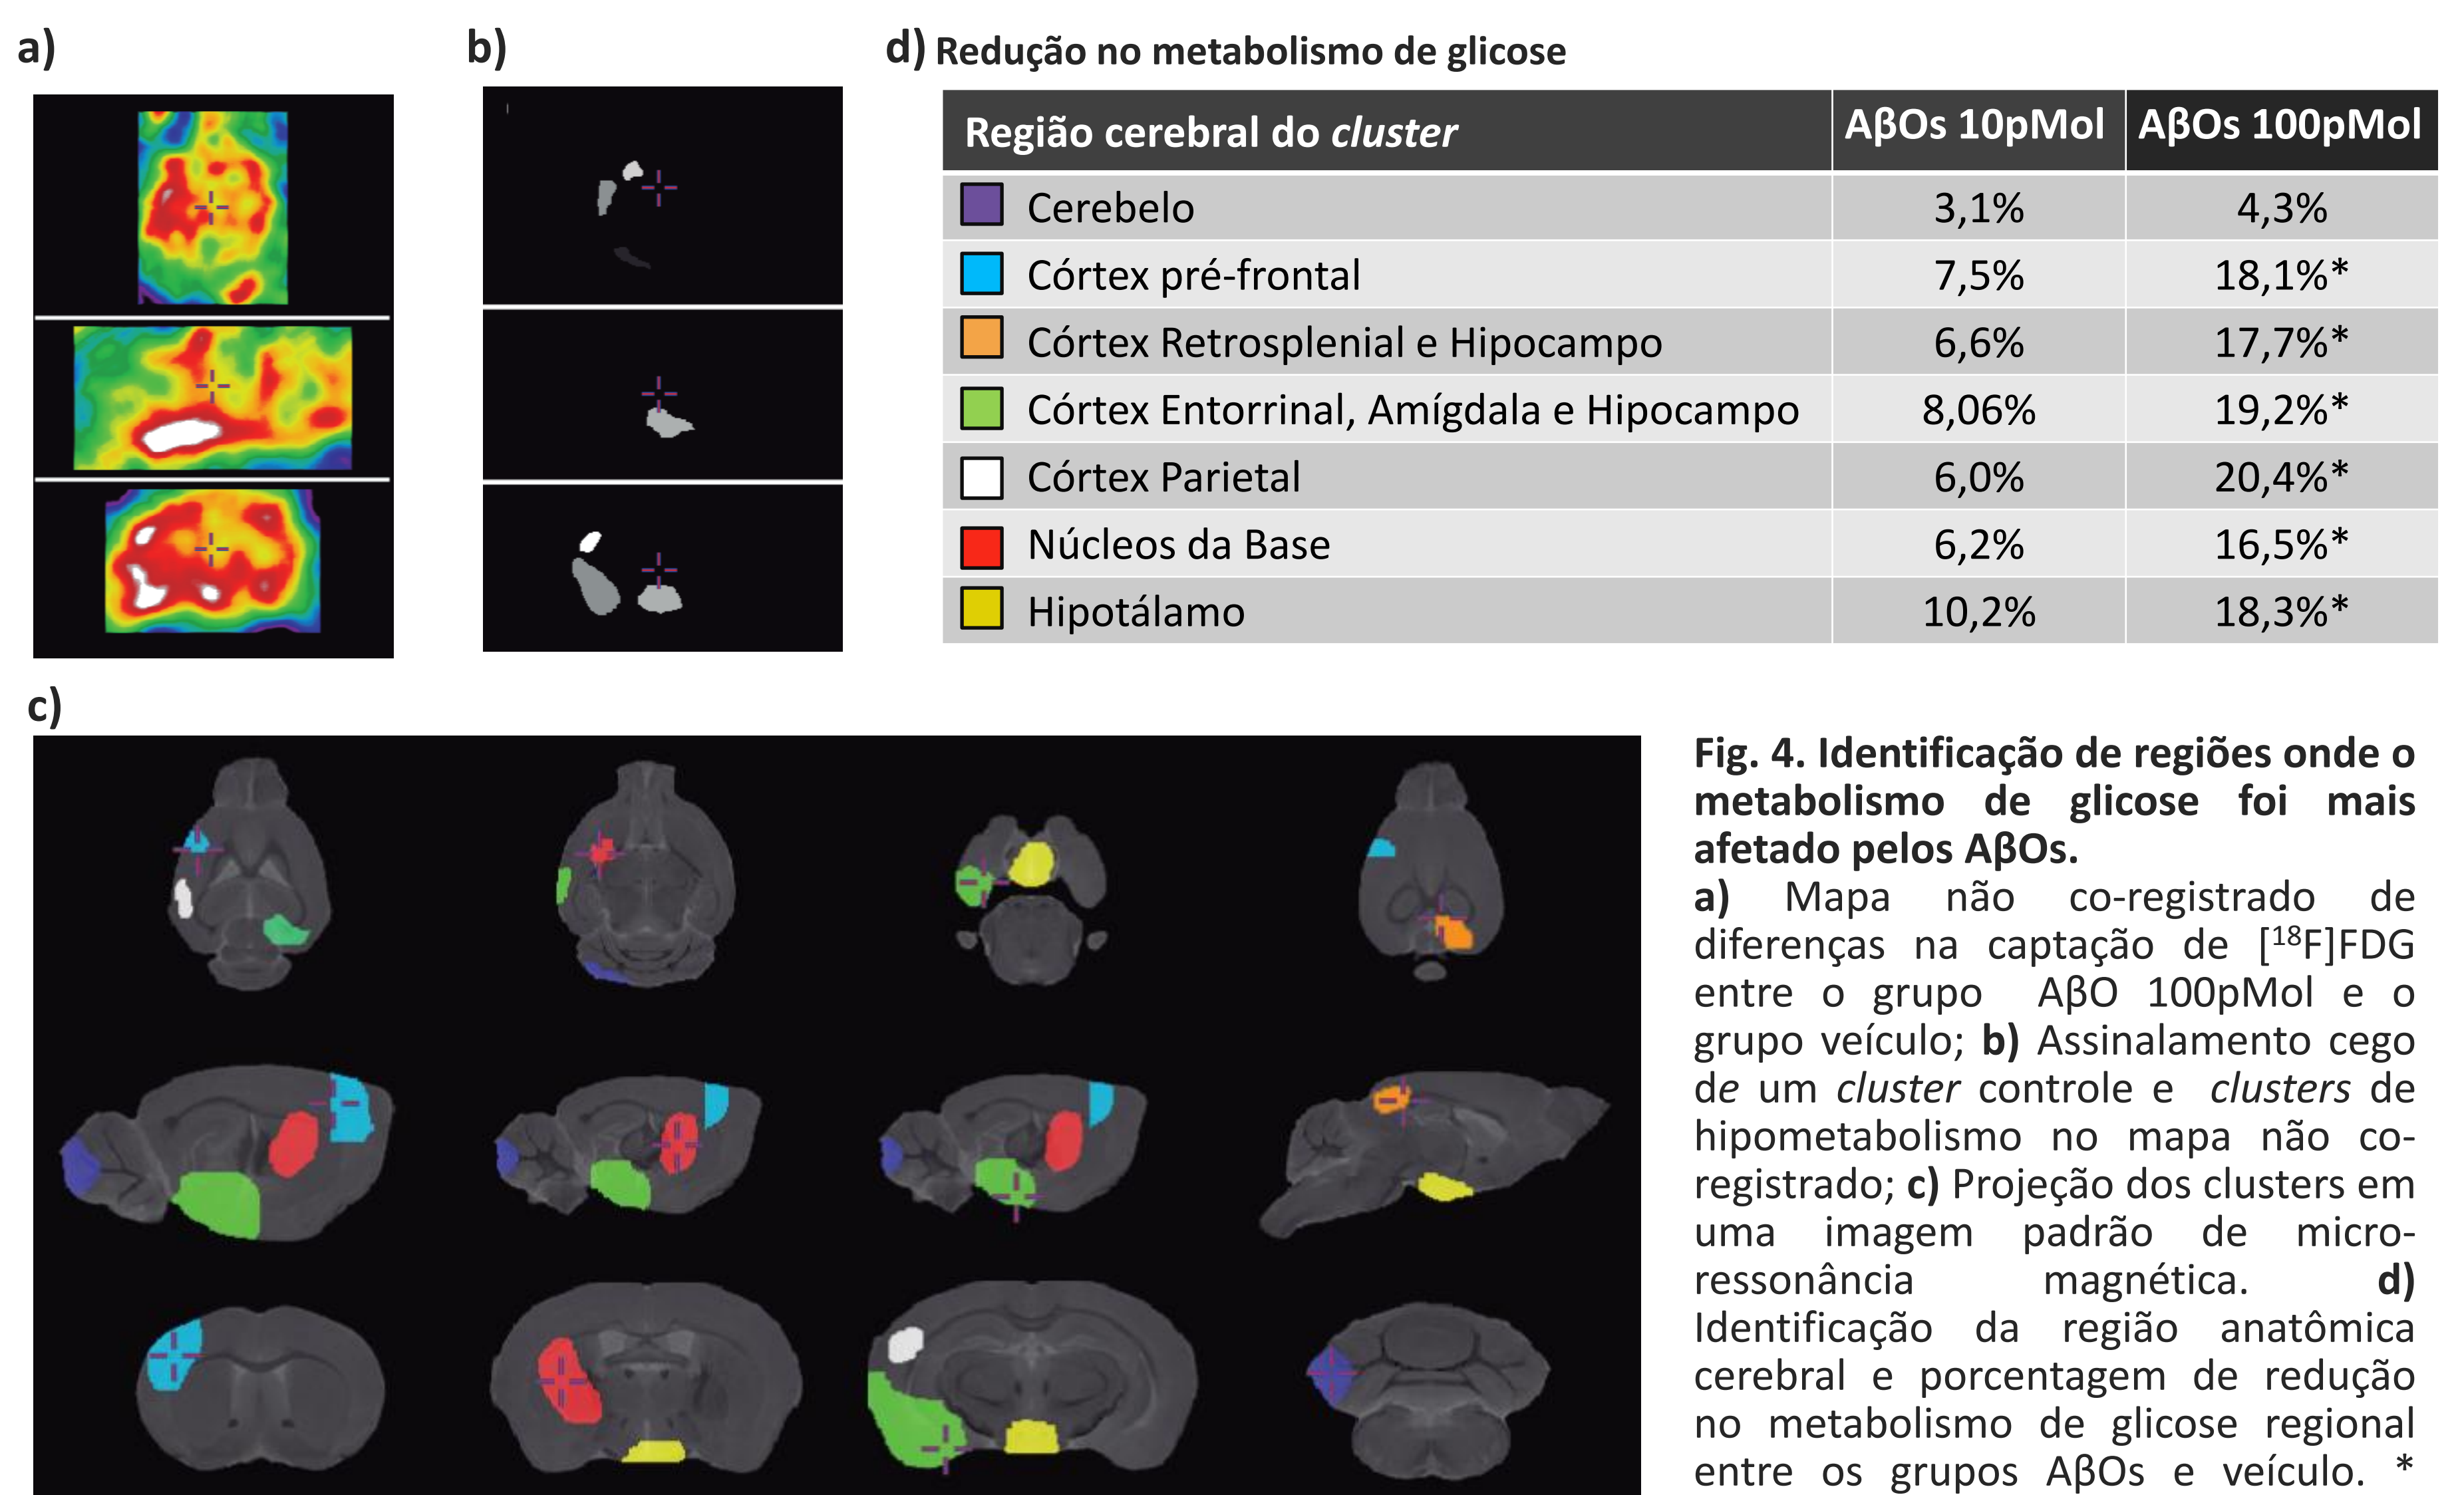 a)
b)
d) Redução no metabolismo de glicose
Região cerebral do cluster AβOs 10pMol AβOs 100pMol
Cerebelo 3,1% 4,3%
Córtex pré-frontal 7,5% 18,1%*
Córtex Retrosplenial e Hipocampo 6,6% 17,7%*
Córtex Entorrinal, Amígdala e Hipocampo 8,06% 19,2%*
Córtex Parietal 6,0% 20,4%*
Núcleos da Base 6,2% 16,5%*
Hipotálamo 10,2% 18,3%*
c)
Fig. 4. Identificação de regiões onde o
metabolismo de glicose foi mais
afetado pelos AβOs.
a) Mapa não co-registrado de
diferenças na captação de [¹⁸F]FDG
entre o grupo AβO 100pMol e o
grupo veículo; b) Assinalamento cego
de um cluster controle e clusters de
hipometabolismo no mapa não co-
registrado; c) Projeção dos clusters em
uma imagem padrão de micro-
ressonância magnética. d)
Identificação da região anatômica
cerebral e porcentagem de redução
no metabolismo de glicose regional
entre os grupos AβOs e veículo. *